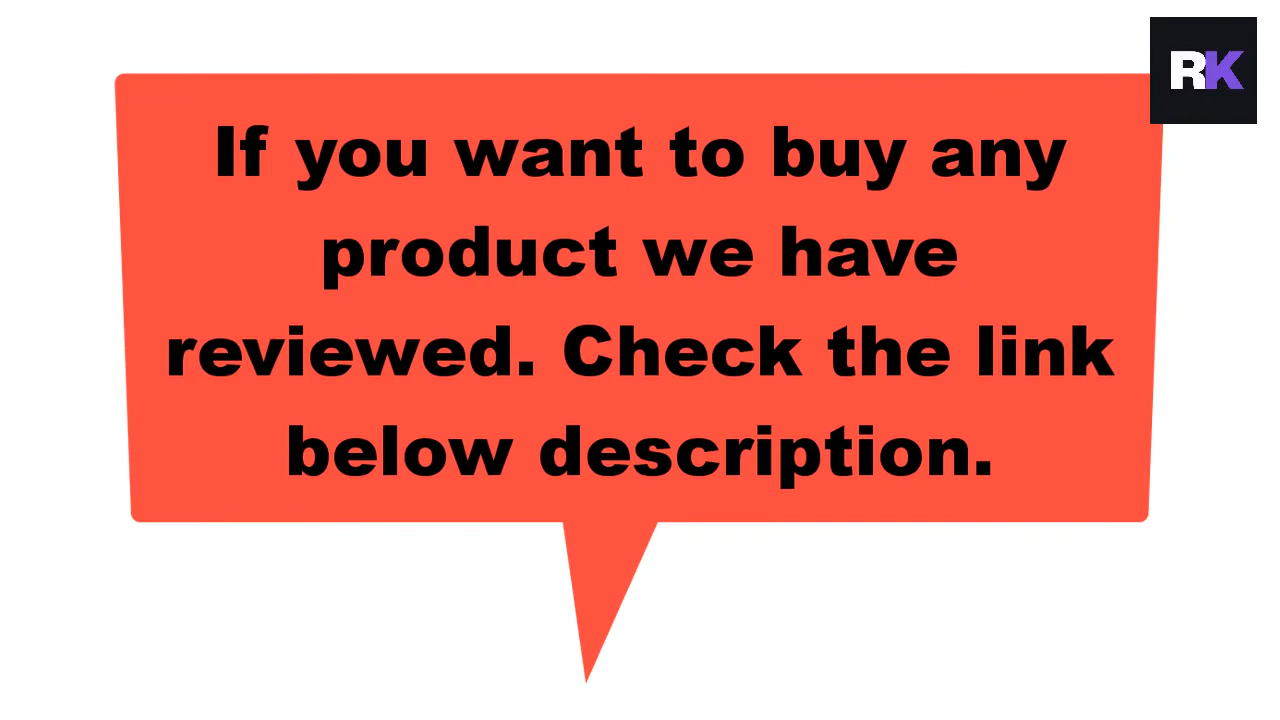 RK
If you want to buy any
product we have
reviewed. Check the link
below description.